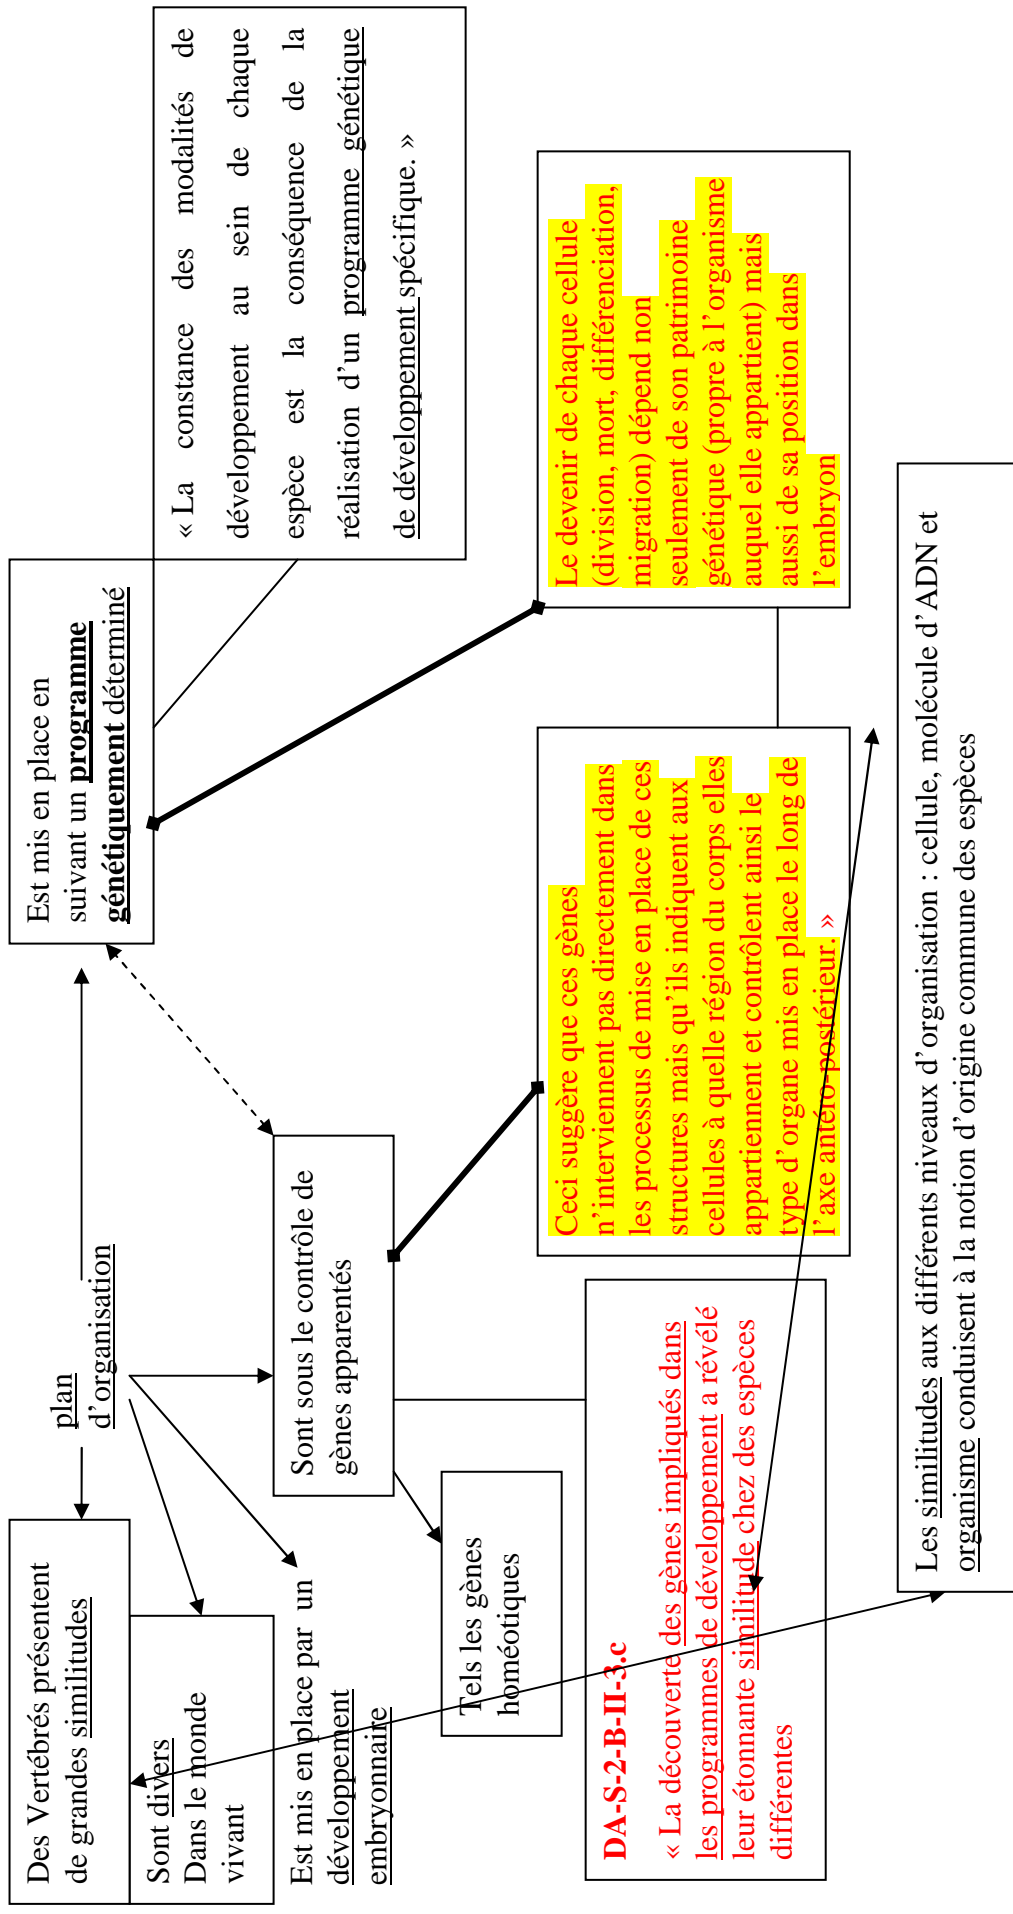 Des Vertébrés présentent
de grandes similitudes
Sont divers
Dans le monde
vivant
Est mis en place par un
développement
embryonnaire
plan
d'organisation
Est mis en place en
suivant un programme
génétiquement déterminé
« La constance des modalités de
développement au sein de chaque
espèce est la conséquence de la
réalisation d'un programme génétique
de développement spécifique. »
Sont sous le contrôle de
gènes apparentés
Tels les gènes
homéotiques
DA-S-2-B-II-3.c
« La découverte des gènes impliqués dans
les programmes de développement a révélé
leur étonnante similitude chez des espèces
différentes
Ceci suggère que ces gènes
n'interviennent pas directement dans
les processus de mise en place de ces
structures mais qu'ils indiquent aux
cellules à quelle région du corps elles
appartiennent et contrôlent ainsi le
type d'organe mis en place le long de
l'axe antéro-postérieur. »
Le devenir de chaque cellule
(division, mort, différenciation,
migration) dépend non
seulement de son patrimoine
génétique (propre à l'organisme
auquel elle appartient) mais
aussi de sa position dans
l'embryon
Les similitudes aux différents niveaux d'organisation : cellule, molécule d'ADN et
organisme conduisent à la notion d'origine commune des espèces